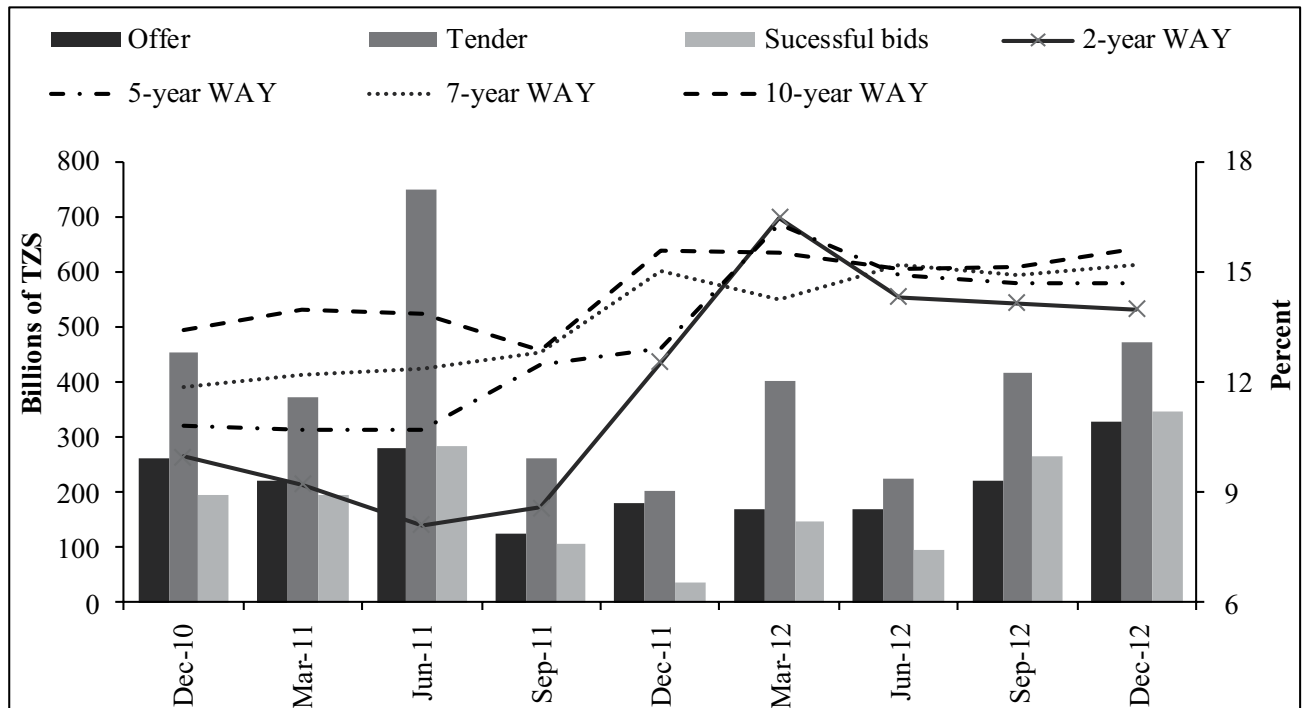 Offer Tender Sucessful bids 2-year WAY
5-year WAY 7-year WAY 10-year WAY
Billions of TZS
800
700
600
500
400
300
200
100
0
18
15
12
9
6
Percent
Dec-10
Mar-11
Jun-11
Sep-11
Dec-11
Mar-12
Jun-12
Sep-12
Dec-12